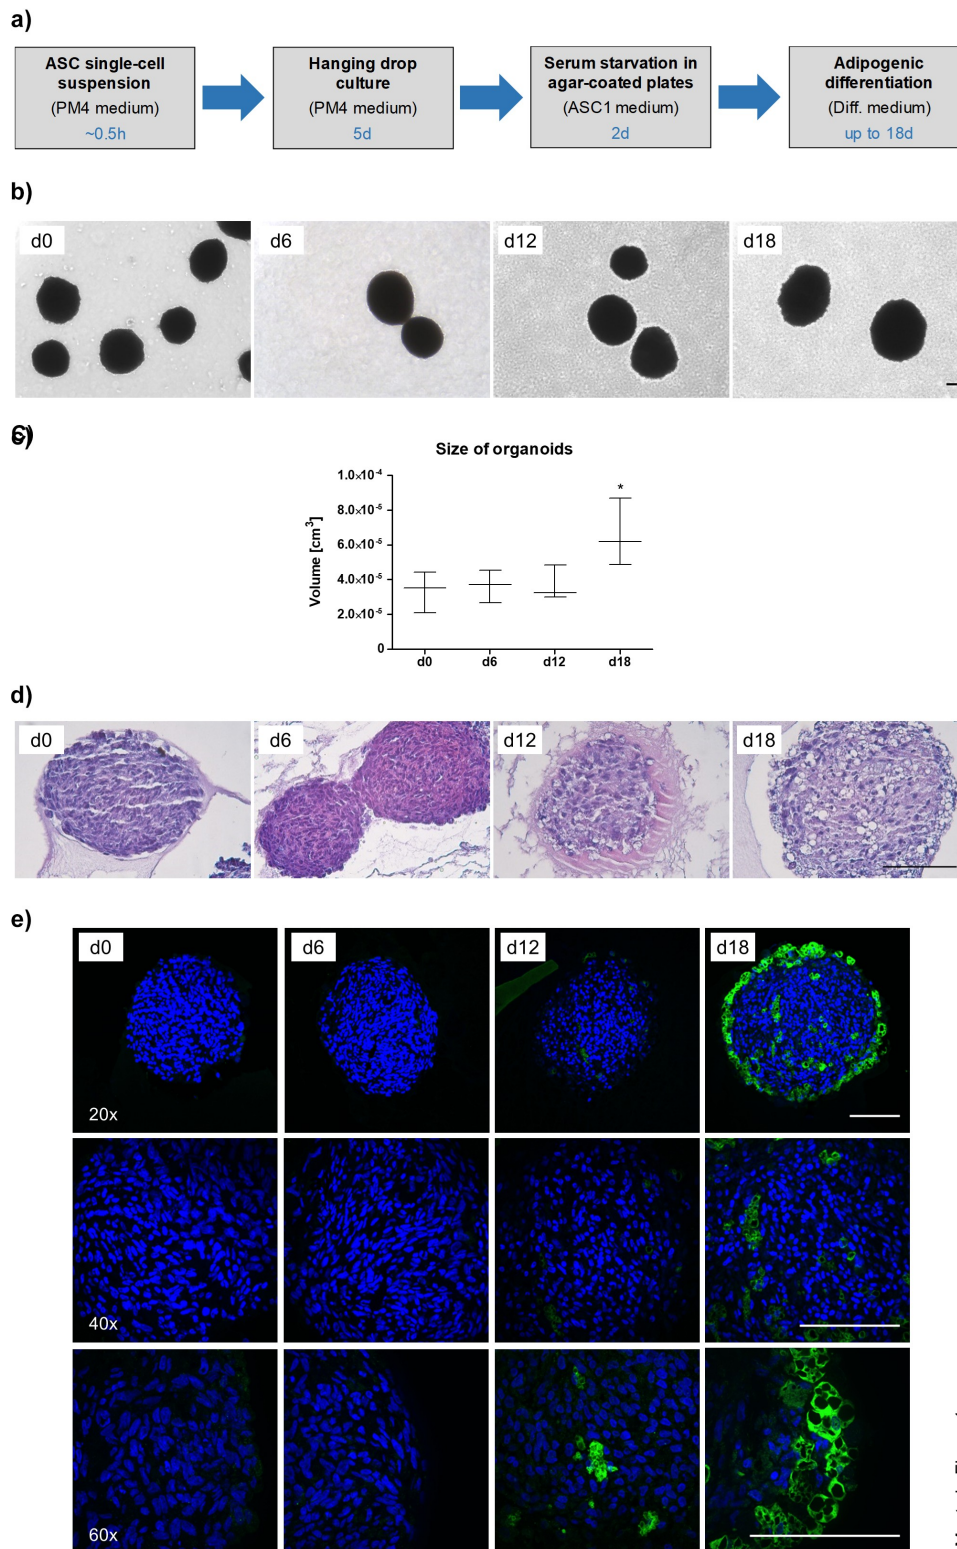 a)
ASC single-cell
suspension
(PM4 medium)
~0.5h
Hanging drop
culture
(PM4 medium)
5d
Serum starvation in
agar-coated plates
(ASC1 medium)
2d
Adipogenic
differentiation
(Diff. medium)
up to 18d
b)
d0
d6
d12
d18
c)
Size of organoids
Volume [cm³]
1.0×10⁻⁴
8.0×10⁻⁵
6.0×10⁻⁵
4.0×10⁻⁵
2.0×10⁻⁵
0
*
d0
d6
d12
d18
d)
d0
d6
d12
d18
e)
d0
d6
d12
d18
20x
40x
60x